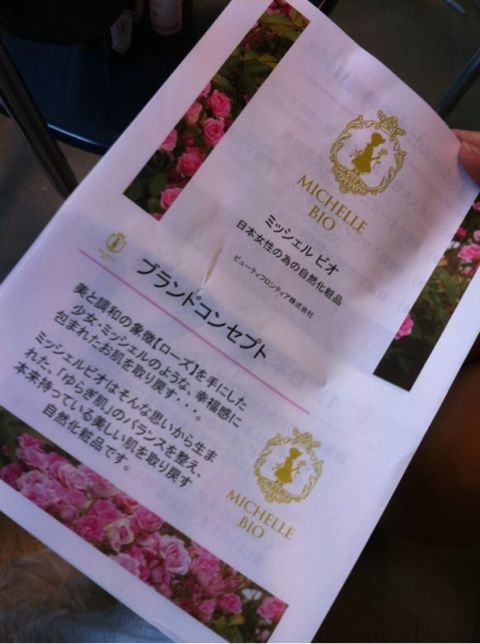 MICHELLE
BIO
ミッシェル ビオ
日本女性の為の自然化粧品
ビューティフロンティア株式会社
ブランドコンセプト
美と調和の象徴【ローズ】を手にした
少女・ミッシェルのような、幸福感に
包まれたお肌を取り戻す・・・。
ミッシェルビオはそんな思いから生ま
れた、「ゆらぎ肌」のバランスを整え、
本来持っている美しい肌を取り戻す
自然化粧品です。
MICHELLE
BIO